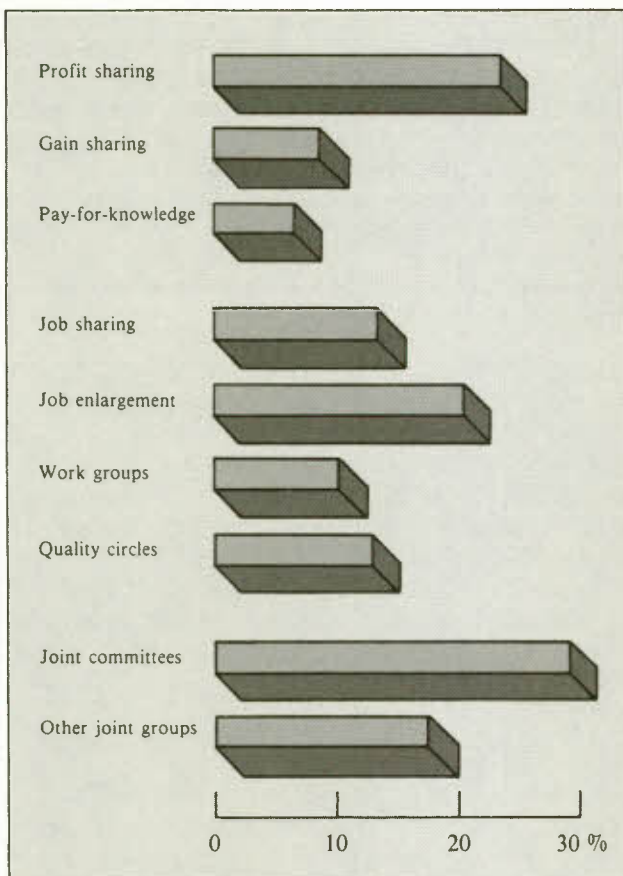 Profit sharing
Gain sharing
Pay-for-knowledge
Job sharing
Job enlargement
Work groups
Quality circles
Joint committees
Other joint groups
0 10 20 30 %